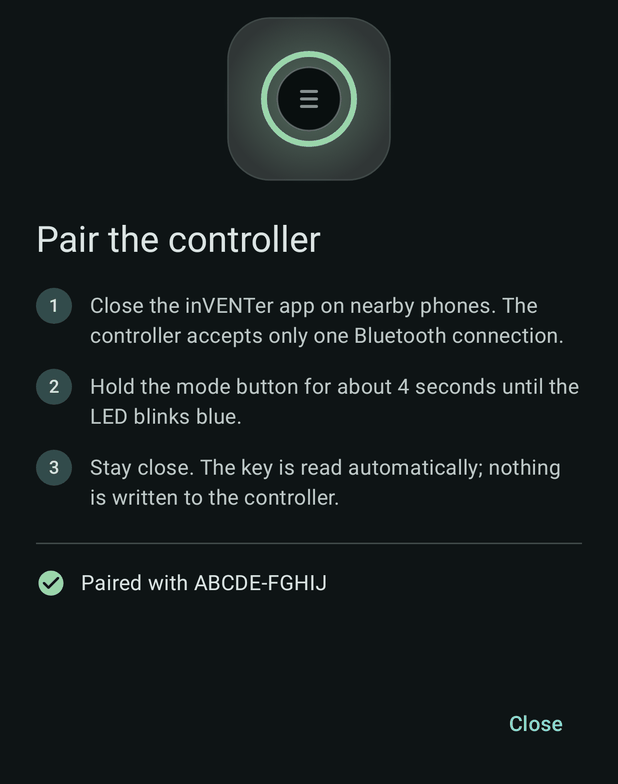 Pair the controller
1 Close the inVENTer app on nearby phones. The
controller accepts only one Bluetooth connection.
2 Hold the mode button for about 4 seconds until the
LED blinks blue.
3 Stay close. The key is read automatically; nothing
is written to the controller.
Paired with ABCDE-FGHIJ
Close